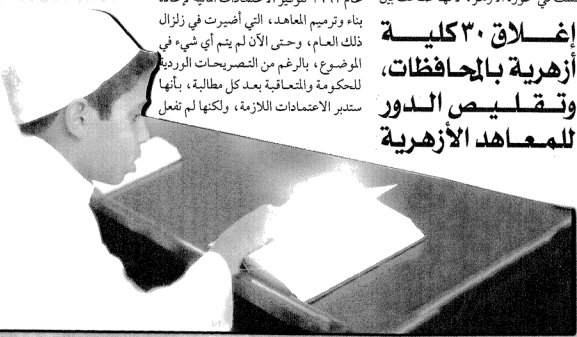 إغلاق ٣٠ كلية
أزهرية بالمحافظات،
وتقليص الدور
للمعاهد الأزهرية
بناء وترميم المعاهد، التي أضيرت في زلزال
ذلك العام، وحتى الآن لم يتم أي شيء في
الموضوع، بالرغم من التصريحات الوردية
للحكومة والمتعاقبة بعد كل مطالبة، بأنها
ستدبر الاعتمادات اللازمة، ولكنها لم تفعل